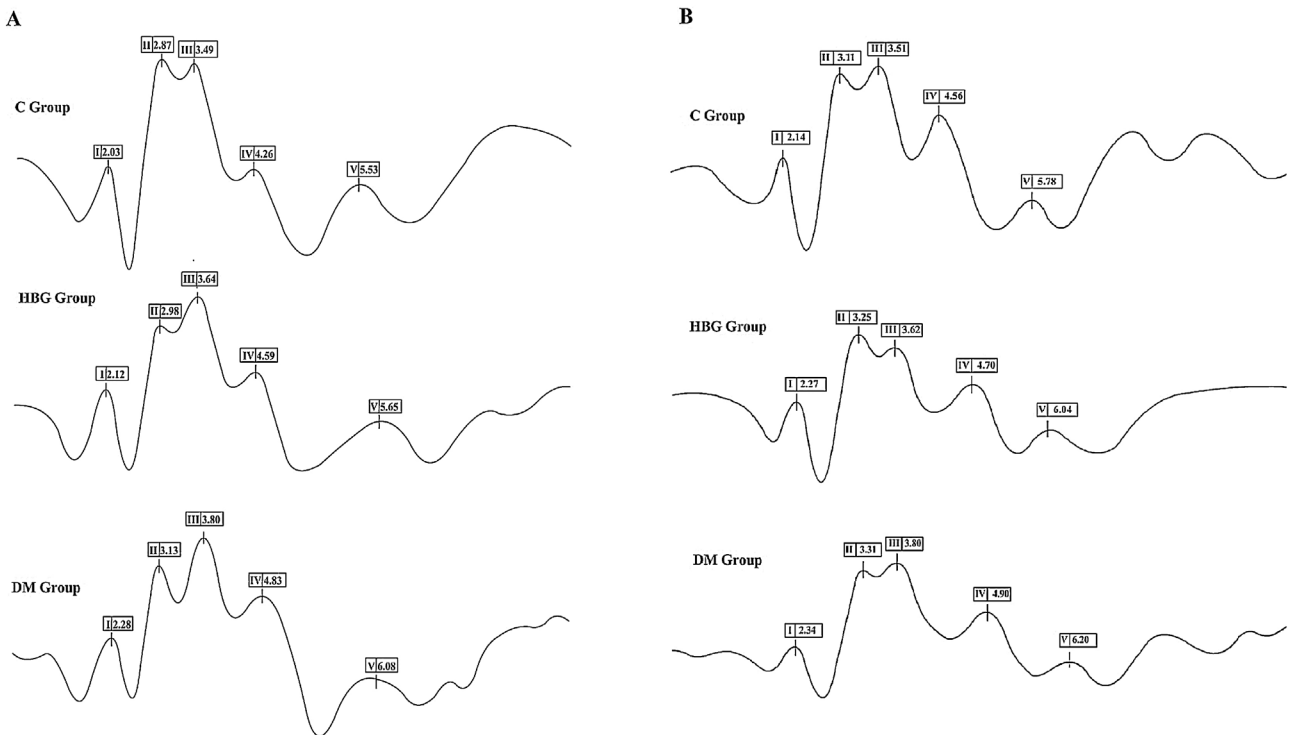 A
II 2.87
III 3.49
C Group
I 2.03
IV 4.26
V 5.53
III 3.64
HBG Group
II 2.98
IV 4.59
I 2.12
V 5.65
III 3.80
II 3.13
DM Group
IV 4.83
I 2.28
V 6.08
B
III 3.51
II 3.11
IV 4.56
C Group
I 2.14
V 5.78
II 3.25
HBG Group
III 3.62
IV 4.70
I 2.27
V 6.04
III 3.80
II 3.31
DM Group
IV 4.90
I 2.34
V 6.20